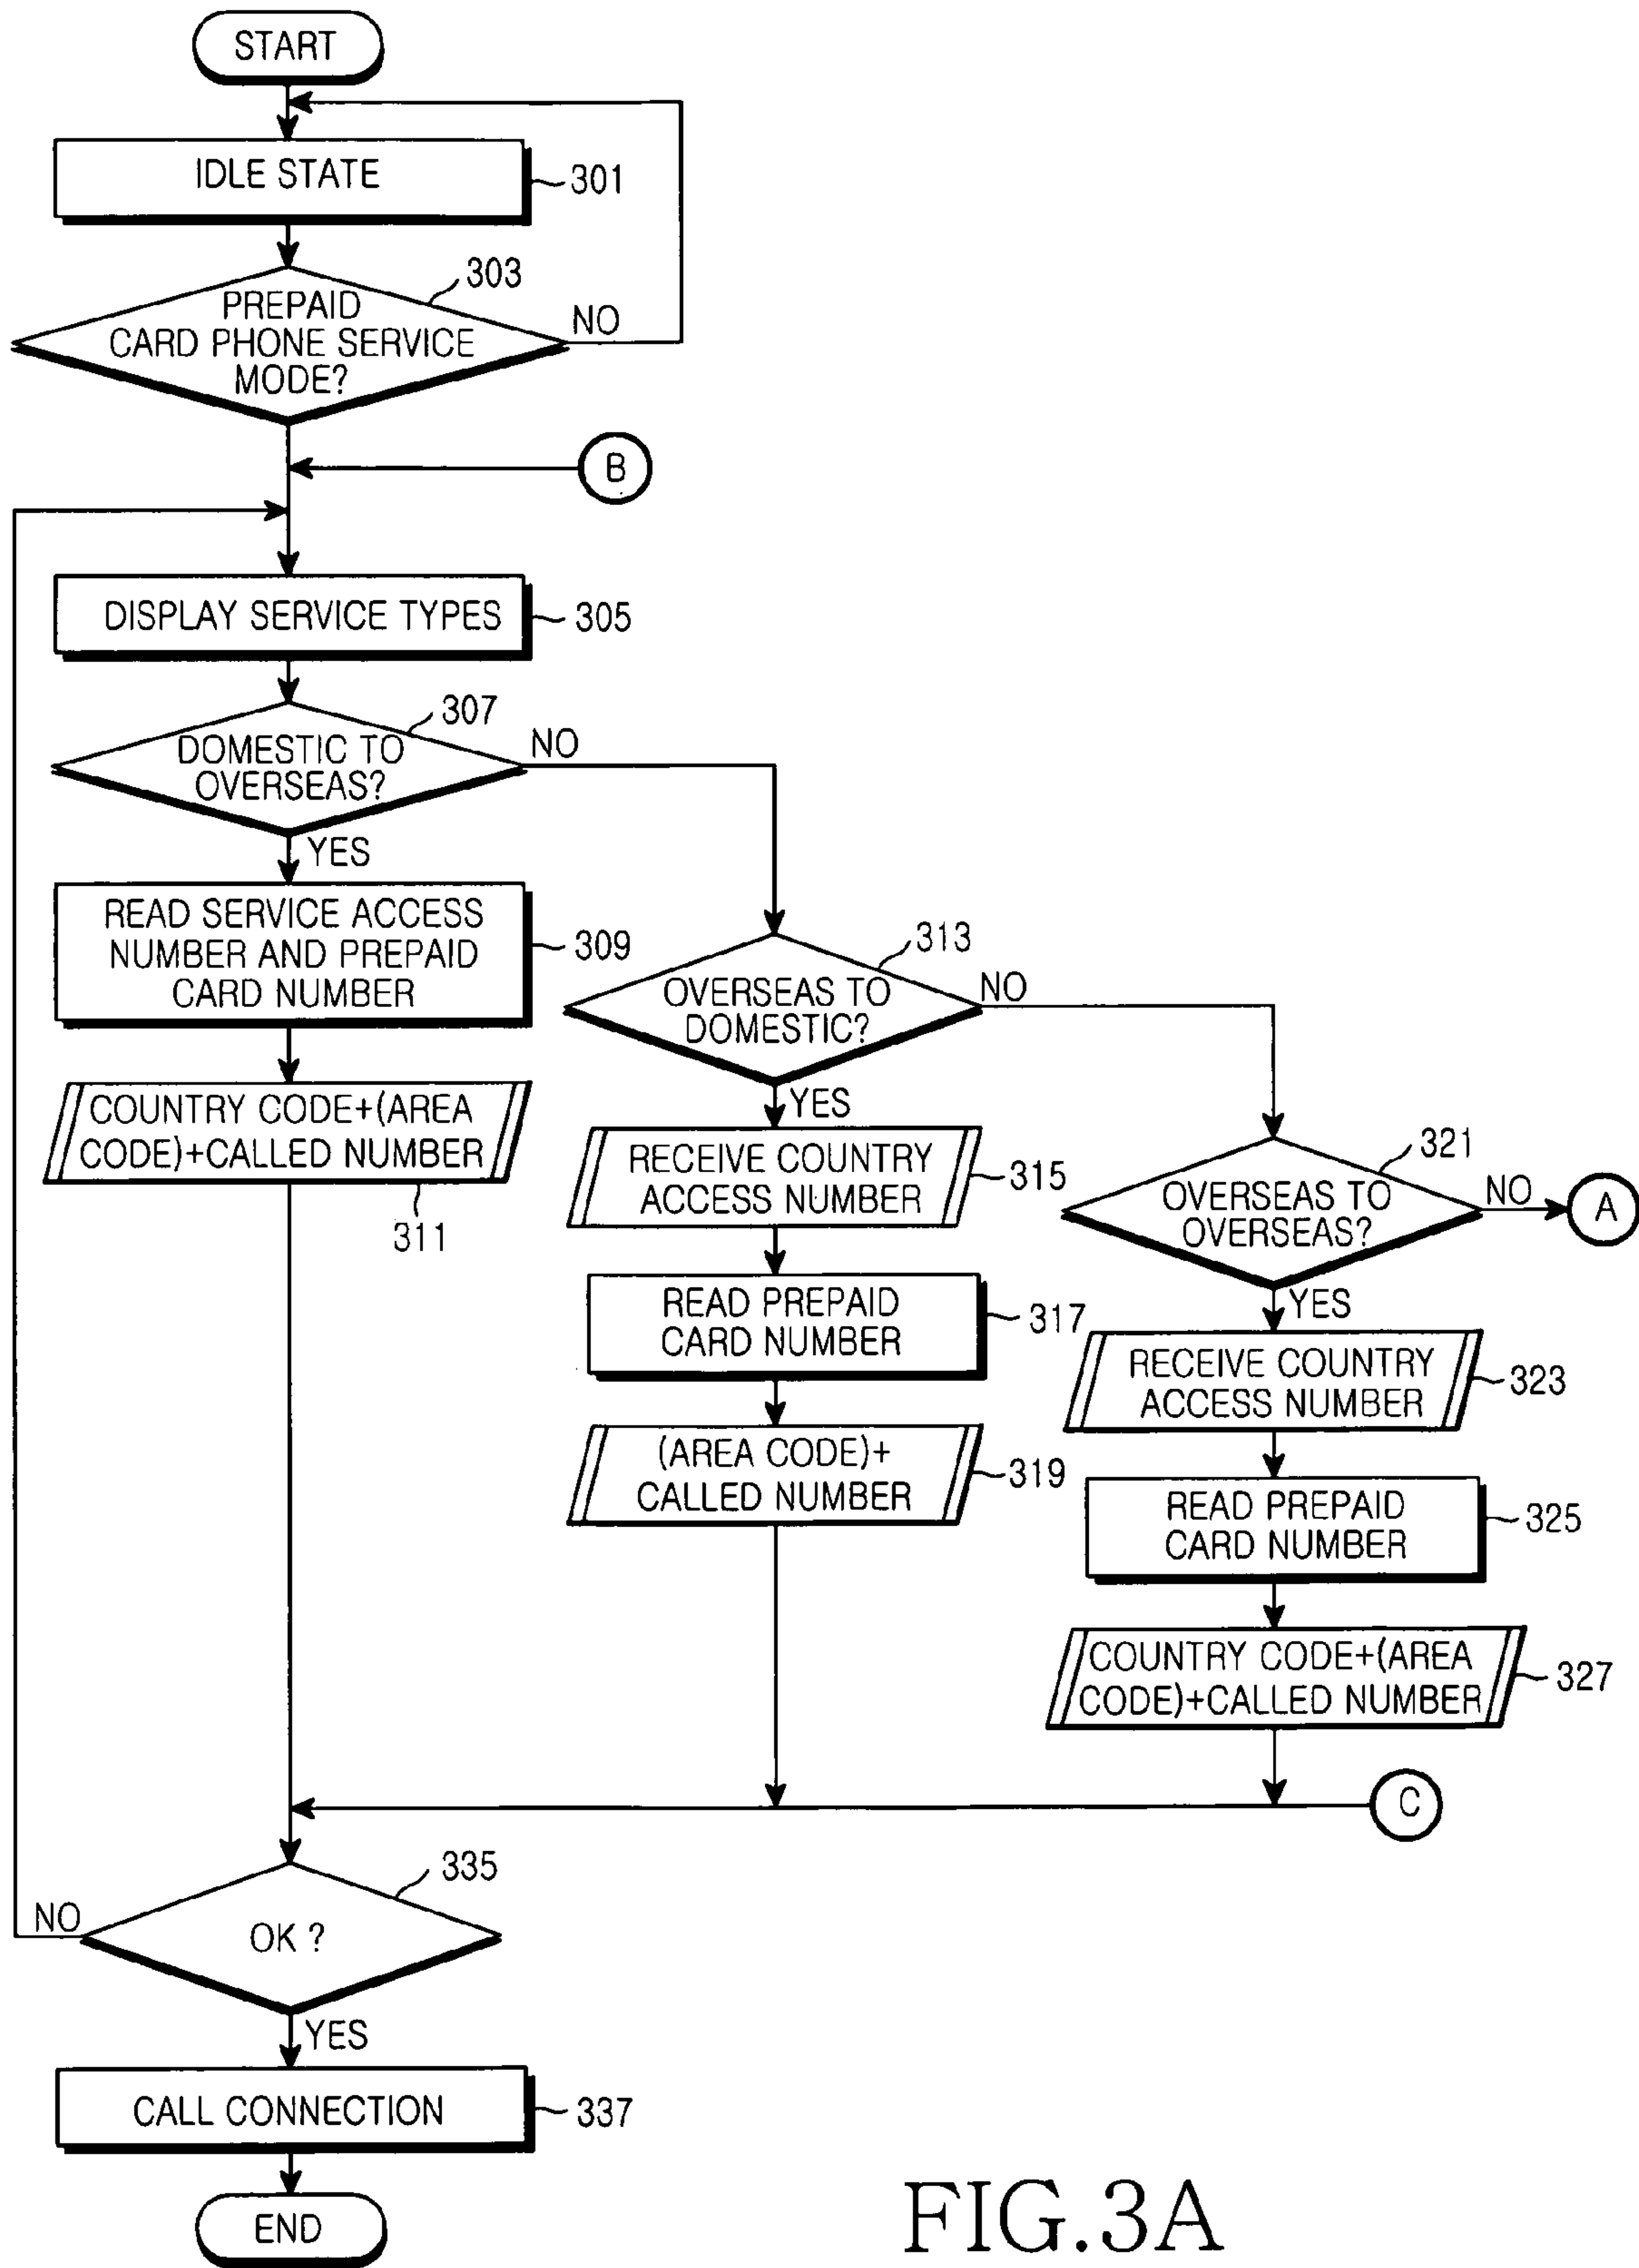 START
IDLE STATE
301
303
PREPAID
CARD PHONE SERVICE
MODE?
NO
B
DISPLAY SERVICE TYPES
305
307
DOMESTIC TO
OVERSEAS?
NO
YES
READ SERVICE ACCESS
NUMBER AND PREPAID
CARD NUMBER
309
COUNTRY CODE+(AREA
CODE)+CALLED NUMBER
311
313
OVERSEAS TO
DOMESTIC?
NO
YES
RECEIVE COUNTRY
ACCESS NUMBER
315
READ PREPAID
CARD NUMBER
317
(AREA CODE)+
CALLED NUMBER
319
321
OVERSEAS TO
OVERSEAS?
NO
A
YES
RECEIVE COUNTRY
ACCESS NUMBER
323
READ PREPAID
CARD NUMBER
325
COUNTRY CODE+(AREA
CODE)+CALLED NUMBER
327
C
335
OK ?
NO
YES
CALL CONNECTION
337
END
FIG.3A